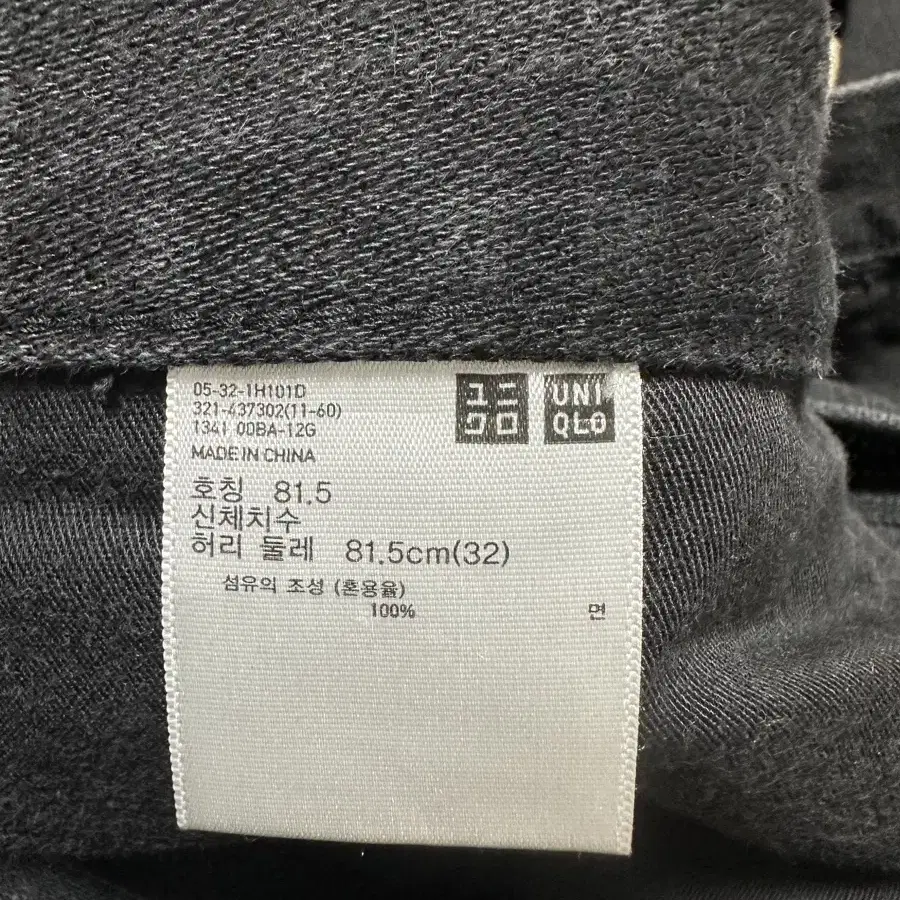 05-32-1H101D
321-437302(11-60)
1341 00BA-12G
MADE IN CHINA
ユニ
クロ
UNI
QLO
호칭 81.5
신체치수
허리 둘레 81.5cm(32)
섬유의 조성 (혼용율)
100% 면